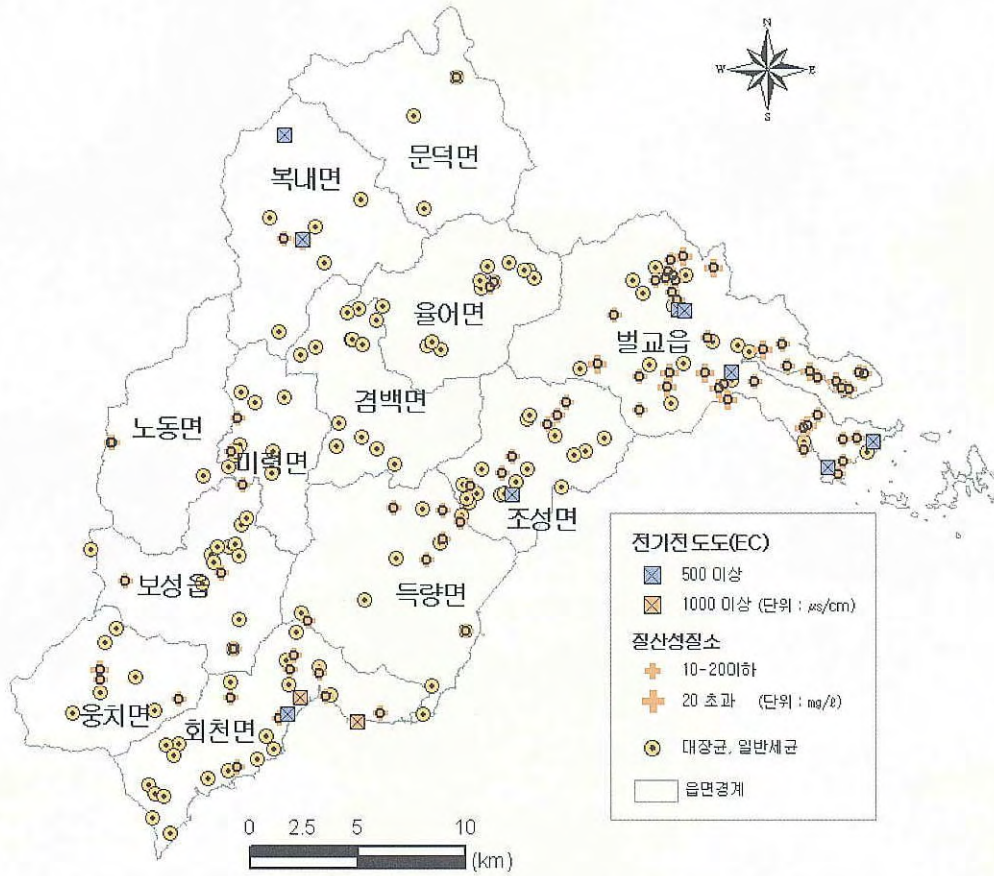 N
W E
S
문덕면
복내면
율어면
벌교읍
겸백면
노동면
미력면
조성면
보성읍
득량면
웅치면
회천면
전기전도도(EC)
500 이상
1000 이상 (단위 : ㎲/cm)
질산성질소
10-20이하
20 초과 (단위 : mg/ℓ)
대장균, 일반세균
읍면경계
0 2.5 5 10
(km)